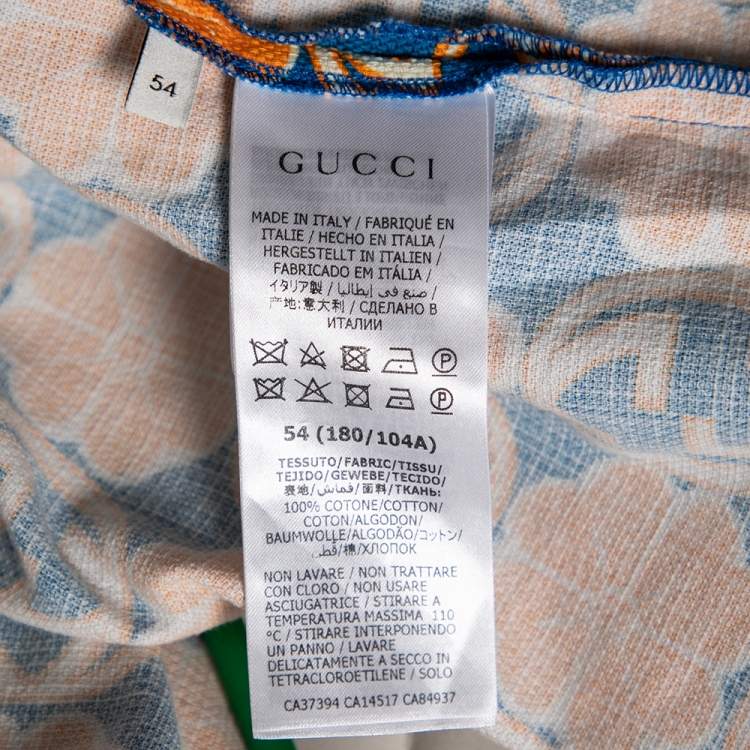 54
GUCCI
MADE IN ITALY / FABRIQUÉ EN
ITALIE / HECHO EN ITALIA /
HERGESTELLT IN ITALIEN /
FABRICADO EM ITÁLIA /
イタリア製 / صنع في إيطاليا /
产地:意大利 / СДЕЛАНО В
ИТАЛИИ
54 (180/104A)
TESSUTO/FABRIC/TISSU/
TEJIDO/GEWEBE/TECIDO/
表地/قماش/面料/ТКАНЬ:
100% COTONE/COTTON/
COTON/ALGODON/
BAUMWOLLE/ALGODÃO/コットン/
قطن/棉/ХЛОПОК
NON LAVARE / NON TRATTARE
CON CLORO / NON USARE
ASCIUGATRICE / STIRARE A
TEMPERATURA MASSIMA 110
°C / STIRARE INTERPONENDO
UN PANNO / LAVARE
DELICATAMENTE A SECCO IN
TETRACLOROETILENE / SOLO
CA37394 CA14517 CA84937